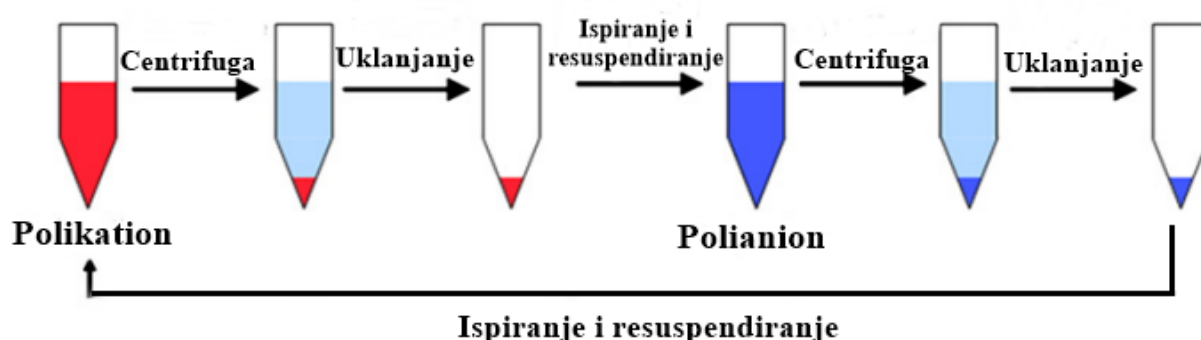 Centrifuga
Uklanjanje
Ispiranje i
resuspendiranje
Centrifuga
Uklanjanje
Polikation
Polianion
Ispiranje i resuspendiranje